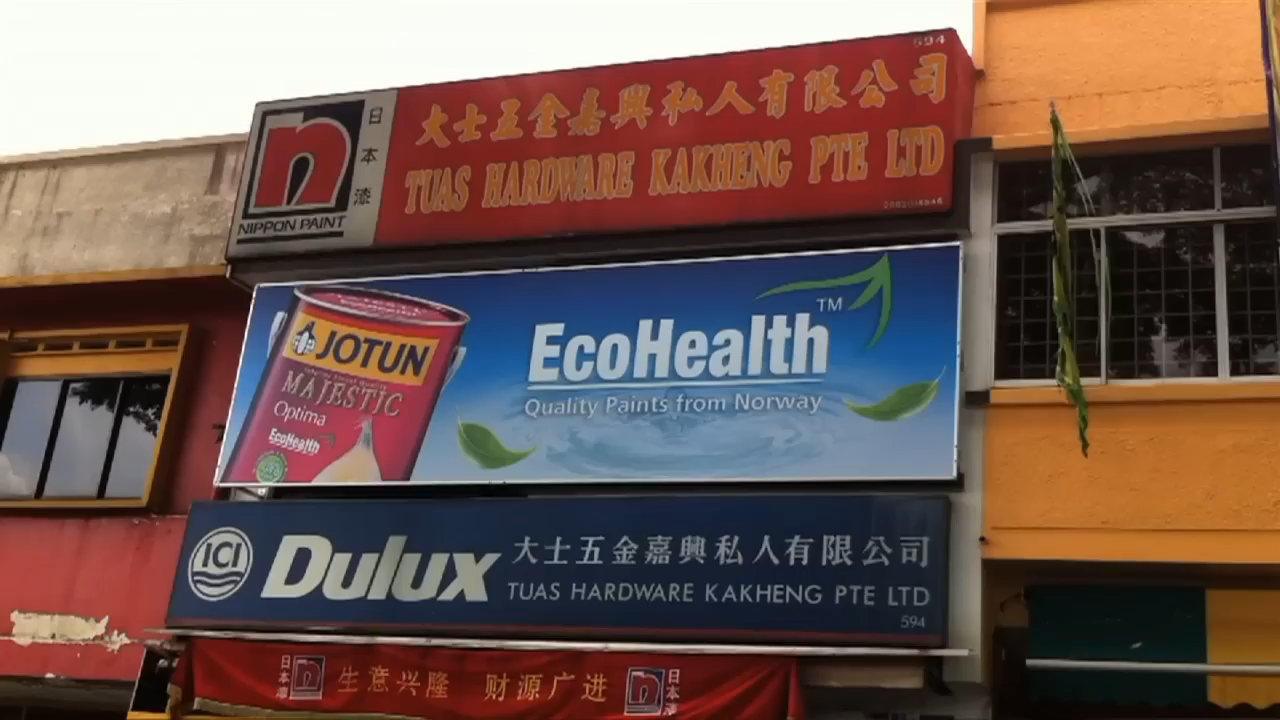 594
日本漆
NIPPON PAINT
大士五金嘉興私人有限公司
TUAS HARDWARE KAKHENG PTE LTD
JOTUN
MAJESTIC
Optima
EcoHealth
EcoHealth™
Quality Paints from Norway
ICI
Dulux
大士五金嘉興私人有限公司
TUAS HARDWARE KAKHENG PTE LTD
594
日本漆
生意兴隆 财源广进
日本漆